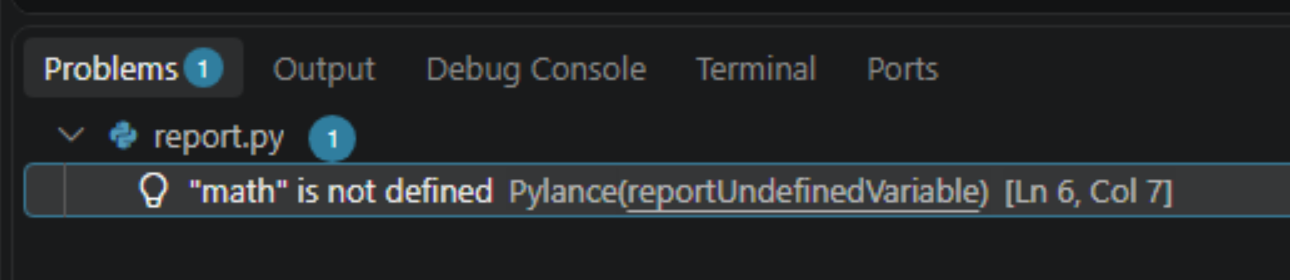 Problems 1 Output Debug Console Terminal Ports
report.py 1
"math" is not defined Pylance(reportUndefinedVariable) [Ln 6, Col 7]